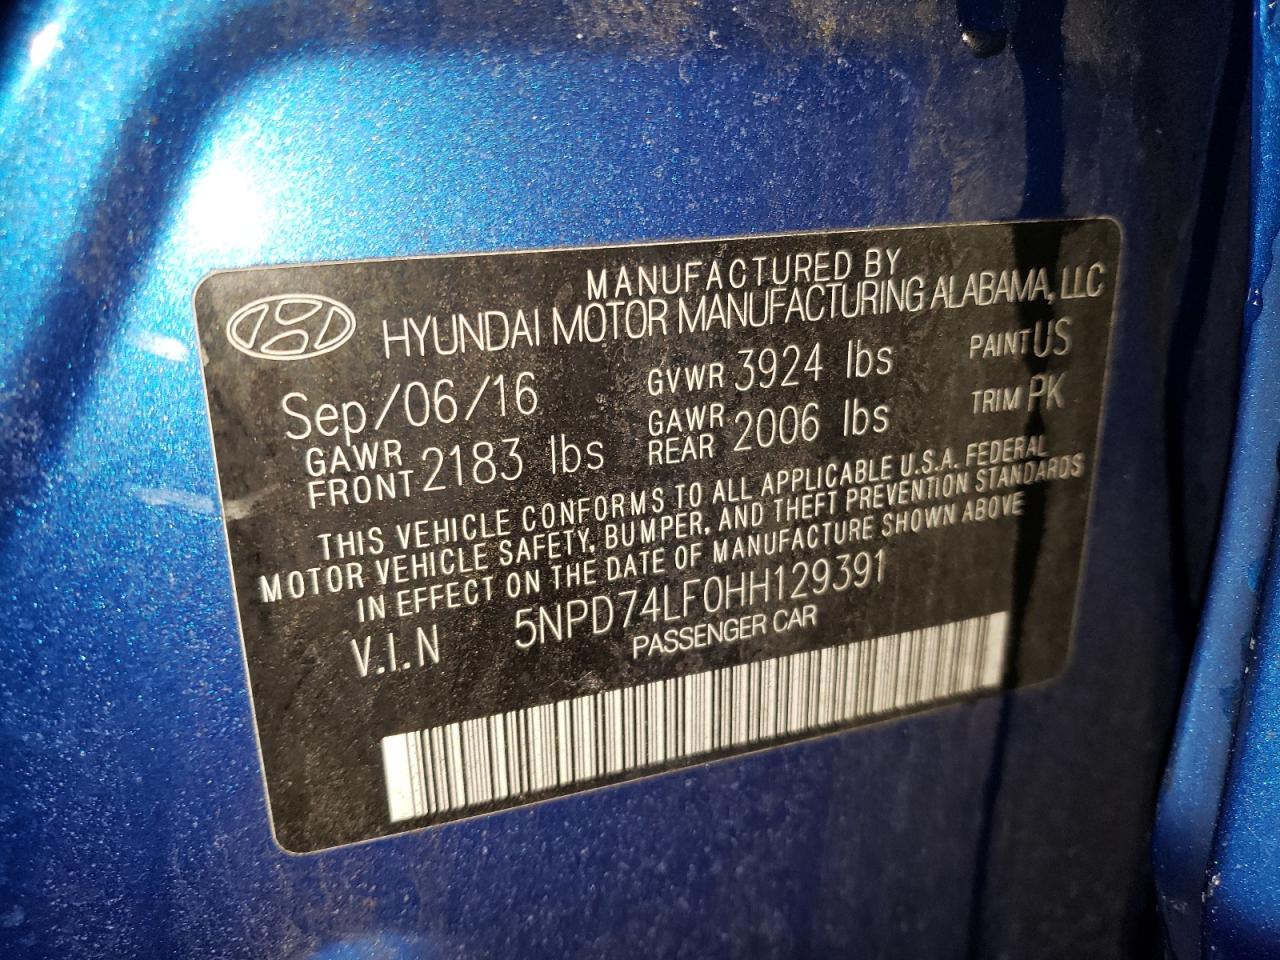 MANUFACTURED BY
HYUNDAI MOTOR MANUFACTURING ALABAMA, LLC
Sep/06/16 GVWR 3924 lbs PAINT US
GAWR FRONT 2183 lbs GAWR REAR 2006 lbs TRIM PK
THIS VEHICLE CONFORMS TO ALL APPLICABLE U.S.A. FEDERAL
MOTOR VEHICLE SAFETY, BUMPER, AND THEFT PREVENTION STANDARDS
IN EFFECT ON THE DATE OF MANUFACTURE SHOWN ABOVE
V.I.N 5NPD74LF0HH129391
PASSENGER CAR